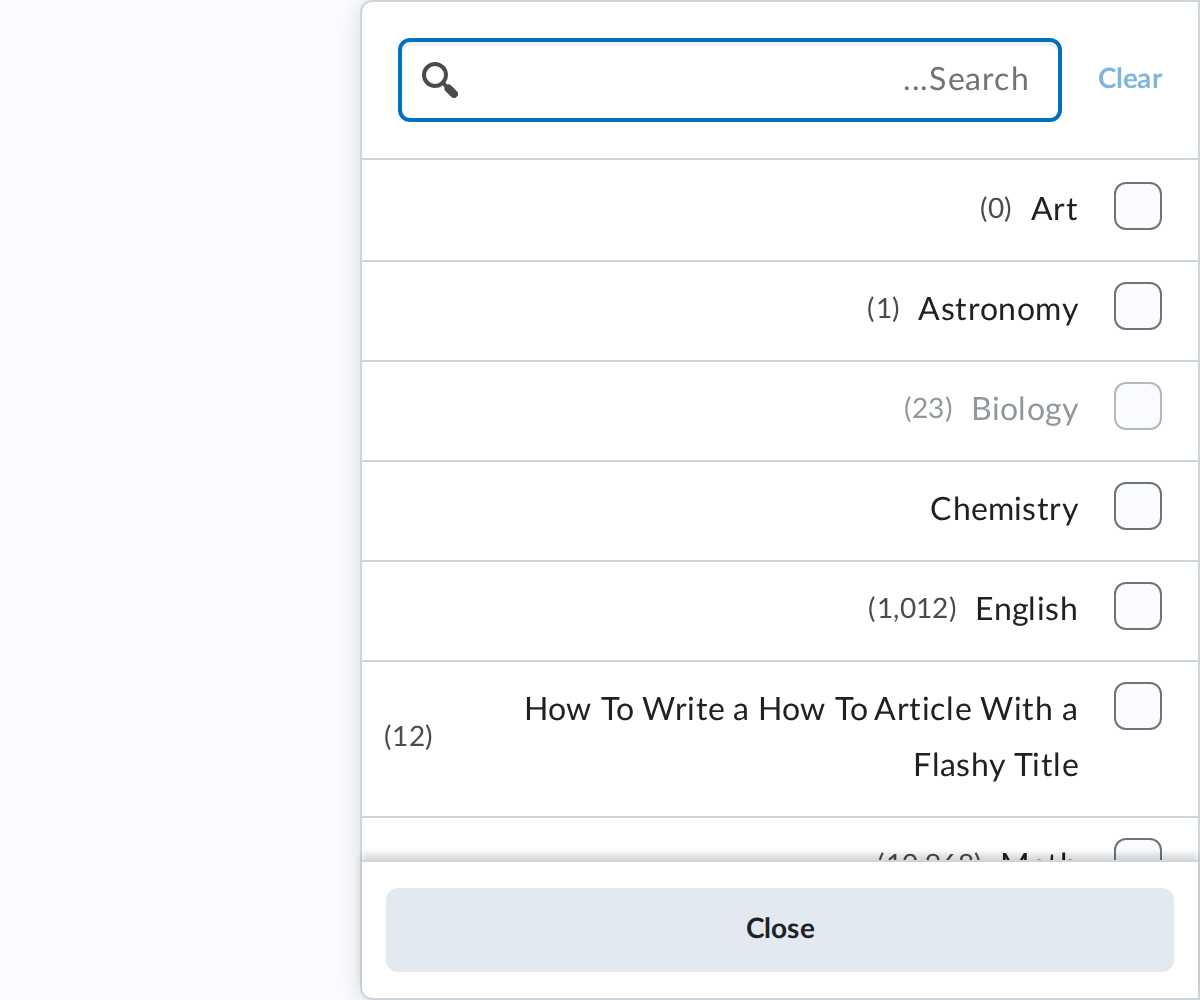 ...Search
Clear
Art (0)
Astronomy (1)
Biology (23)
Chemistry
English (1,012)
How To Write a How To Article With a
Flashy Title
(12)
Math
Close